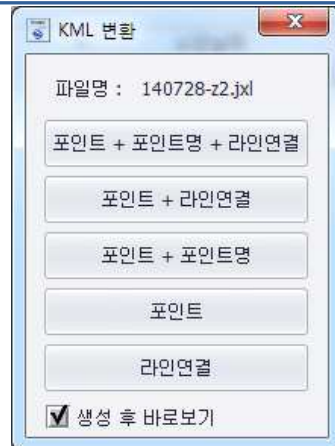 KML 변환
파일명 : 140728-z2.jxl
포인트 + 포인트명 + 라인연결
포인트 + 라인연결
포인트 + 포인트명
포인트
라인연결
생성 후 바로보기